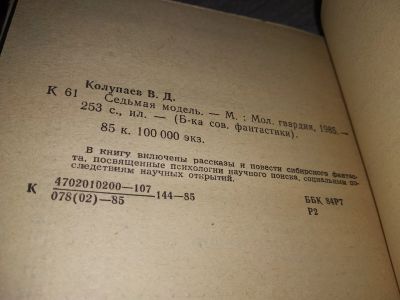 Колупаев В. Д.
К 61 Седьмая модель. — М. : Мол. гвардия, 1985. —
253 с., ил. — (Б-ка сов. фантастики).
85 к. 100 000 экз.
В книгу включены рассказы и повести сибирского фантас-
та, посвященные психологии научного поиска, социальным по-
следствиям научных открытий.
К 4702010200—107 144—85 ББК 84Р7
078(02)—85 Р2